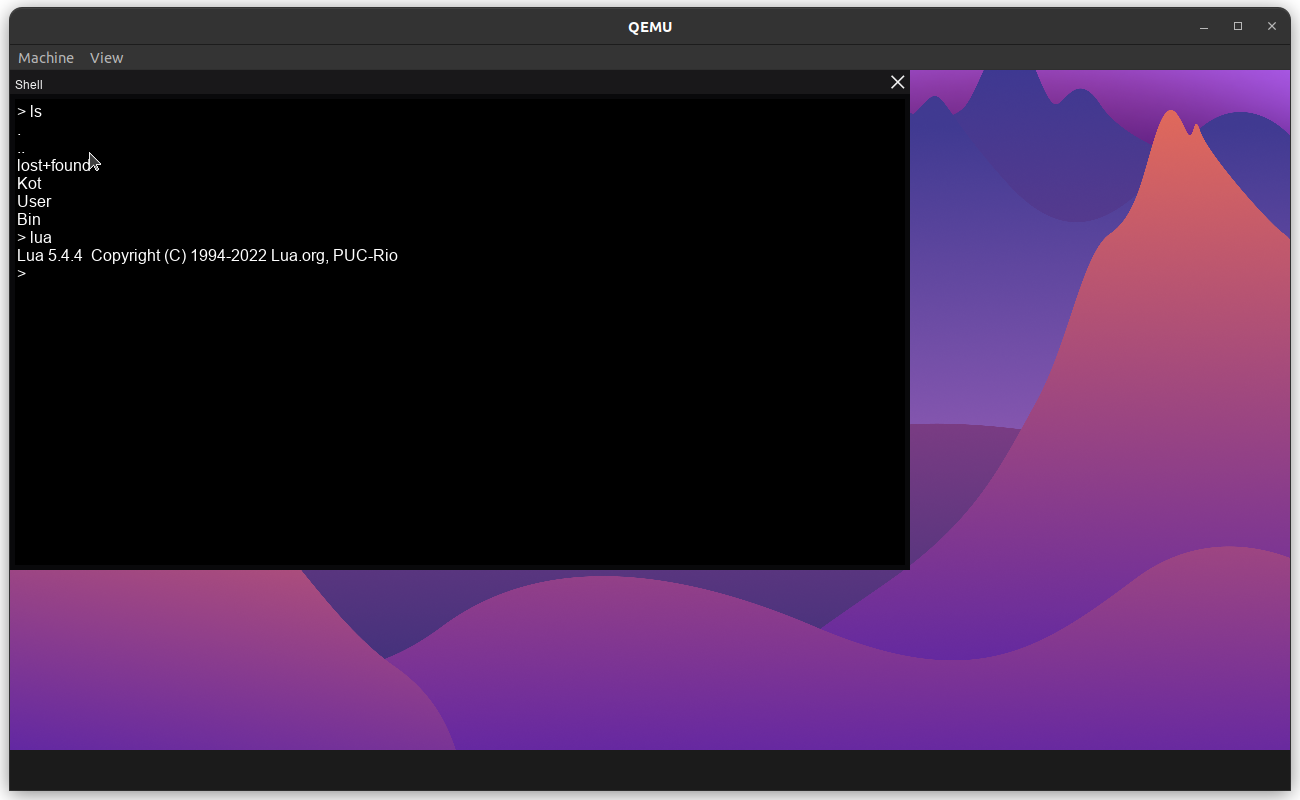 QEMU
Machine View
Shell
> ls
.
..
lost+found
Kot
User
Bin
> lua
Lua 5.4.4  Copyright (C) 1994-2022 Lua.org, PUC-Rio
>